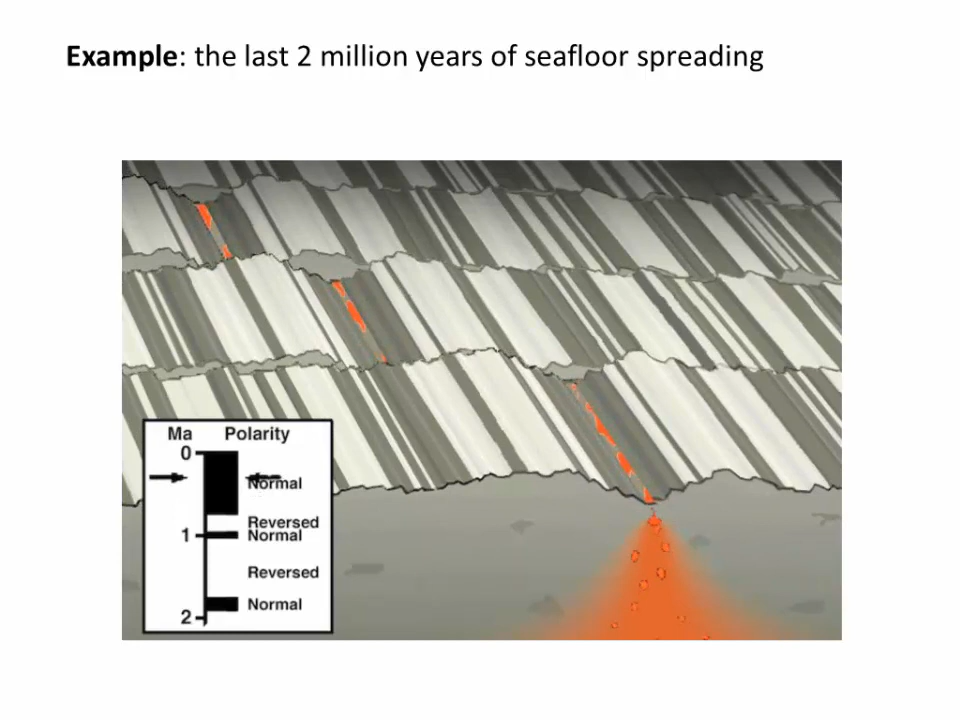 Example: the last 2 million years of seafloor spreading
Ma Polarity
0
Normal
Reversed
1 Normal
Reversed
Normal
2